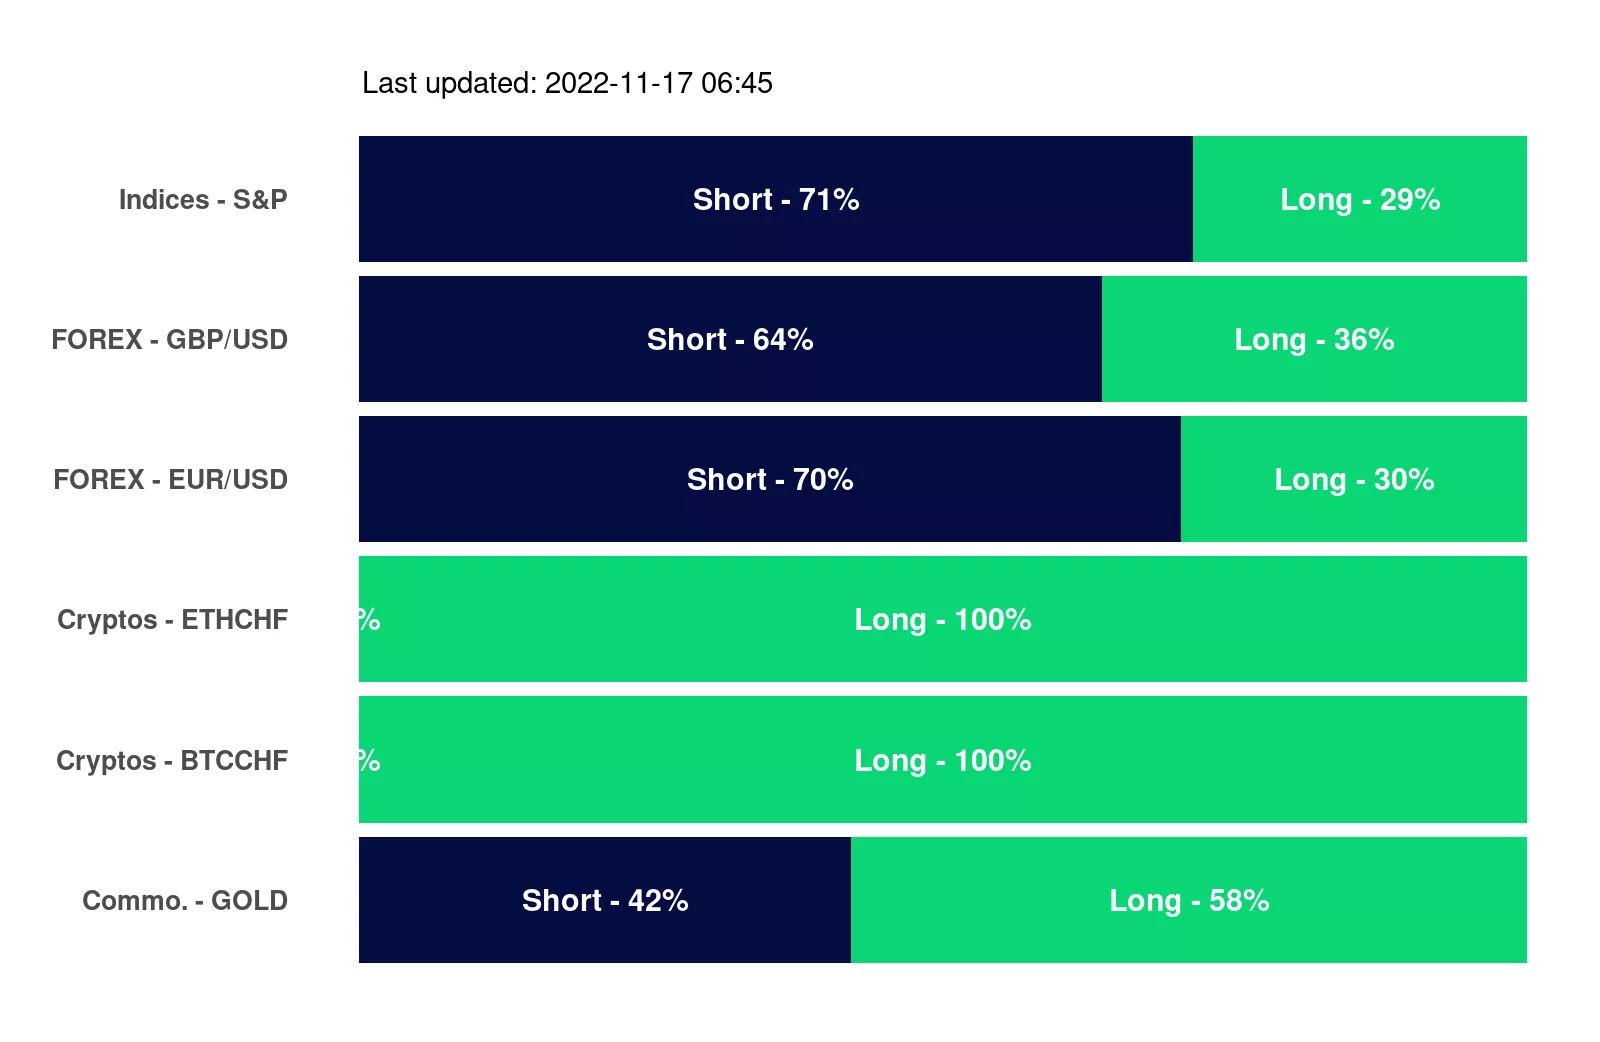 Last updated: 2022-11-17 06:45
Indices - S&P Short - 71% Long - 29%
FOREX - GBP/USD Short - 64% Long - 36%
FOREX - EUR/USD Short - 70% Long - 30%
Cryptos - ETHCHF % Long - 100%
Cryptos - BTCCHF % Long - 100%
Commo. - GOLD Short - 42% Long - 58%